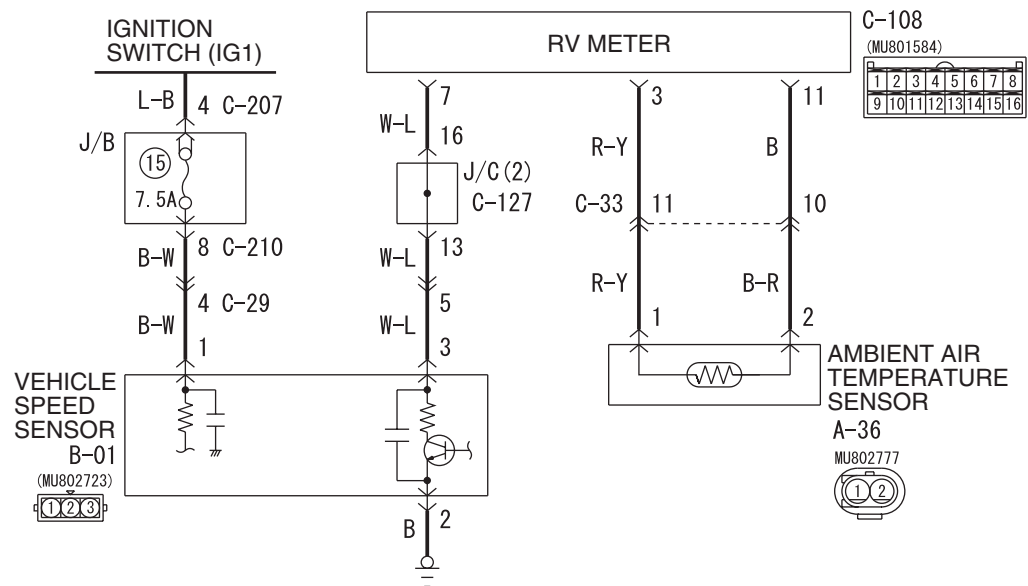 IGNITION
SWITCH (IG1)
RV METER
C-108
(MU801584)
1 2 3 4 5 6 7 8
9 10 11 12 13 14 15 16
L-B 4 C-207
7
3
11
W-L
16
J/B
15
7.5A
R-Y
B
J/C(2)
C-127
C-33 11
10
8 C-210
B-W
13
W-L
4 C-29
5
R-Y
B-R
B-W
W-L
1
3
1
2
VEHICLE
SPEED
SENSOR
B-01
(MU802723)
1 2 3
AMBIENT AIR
TEMPERATURE
SENSOR
A-36
MU802777
1 2
B 2